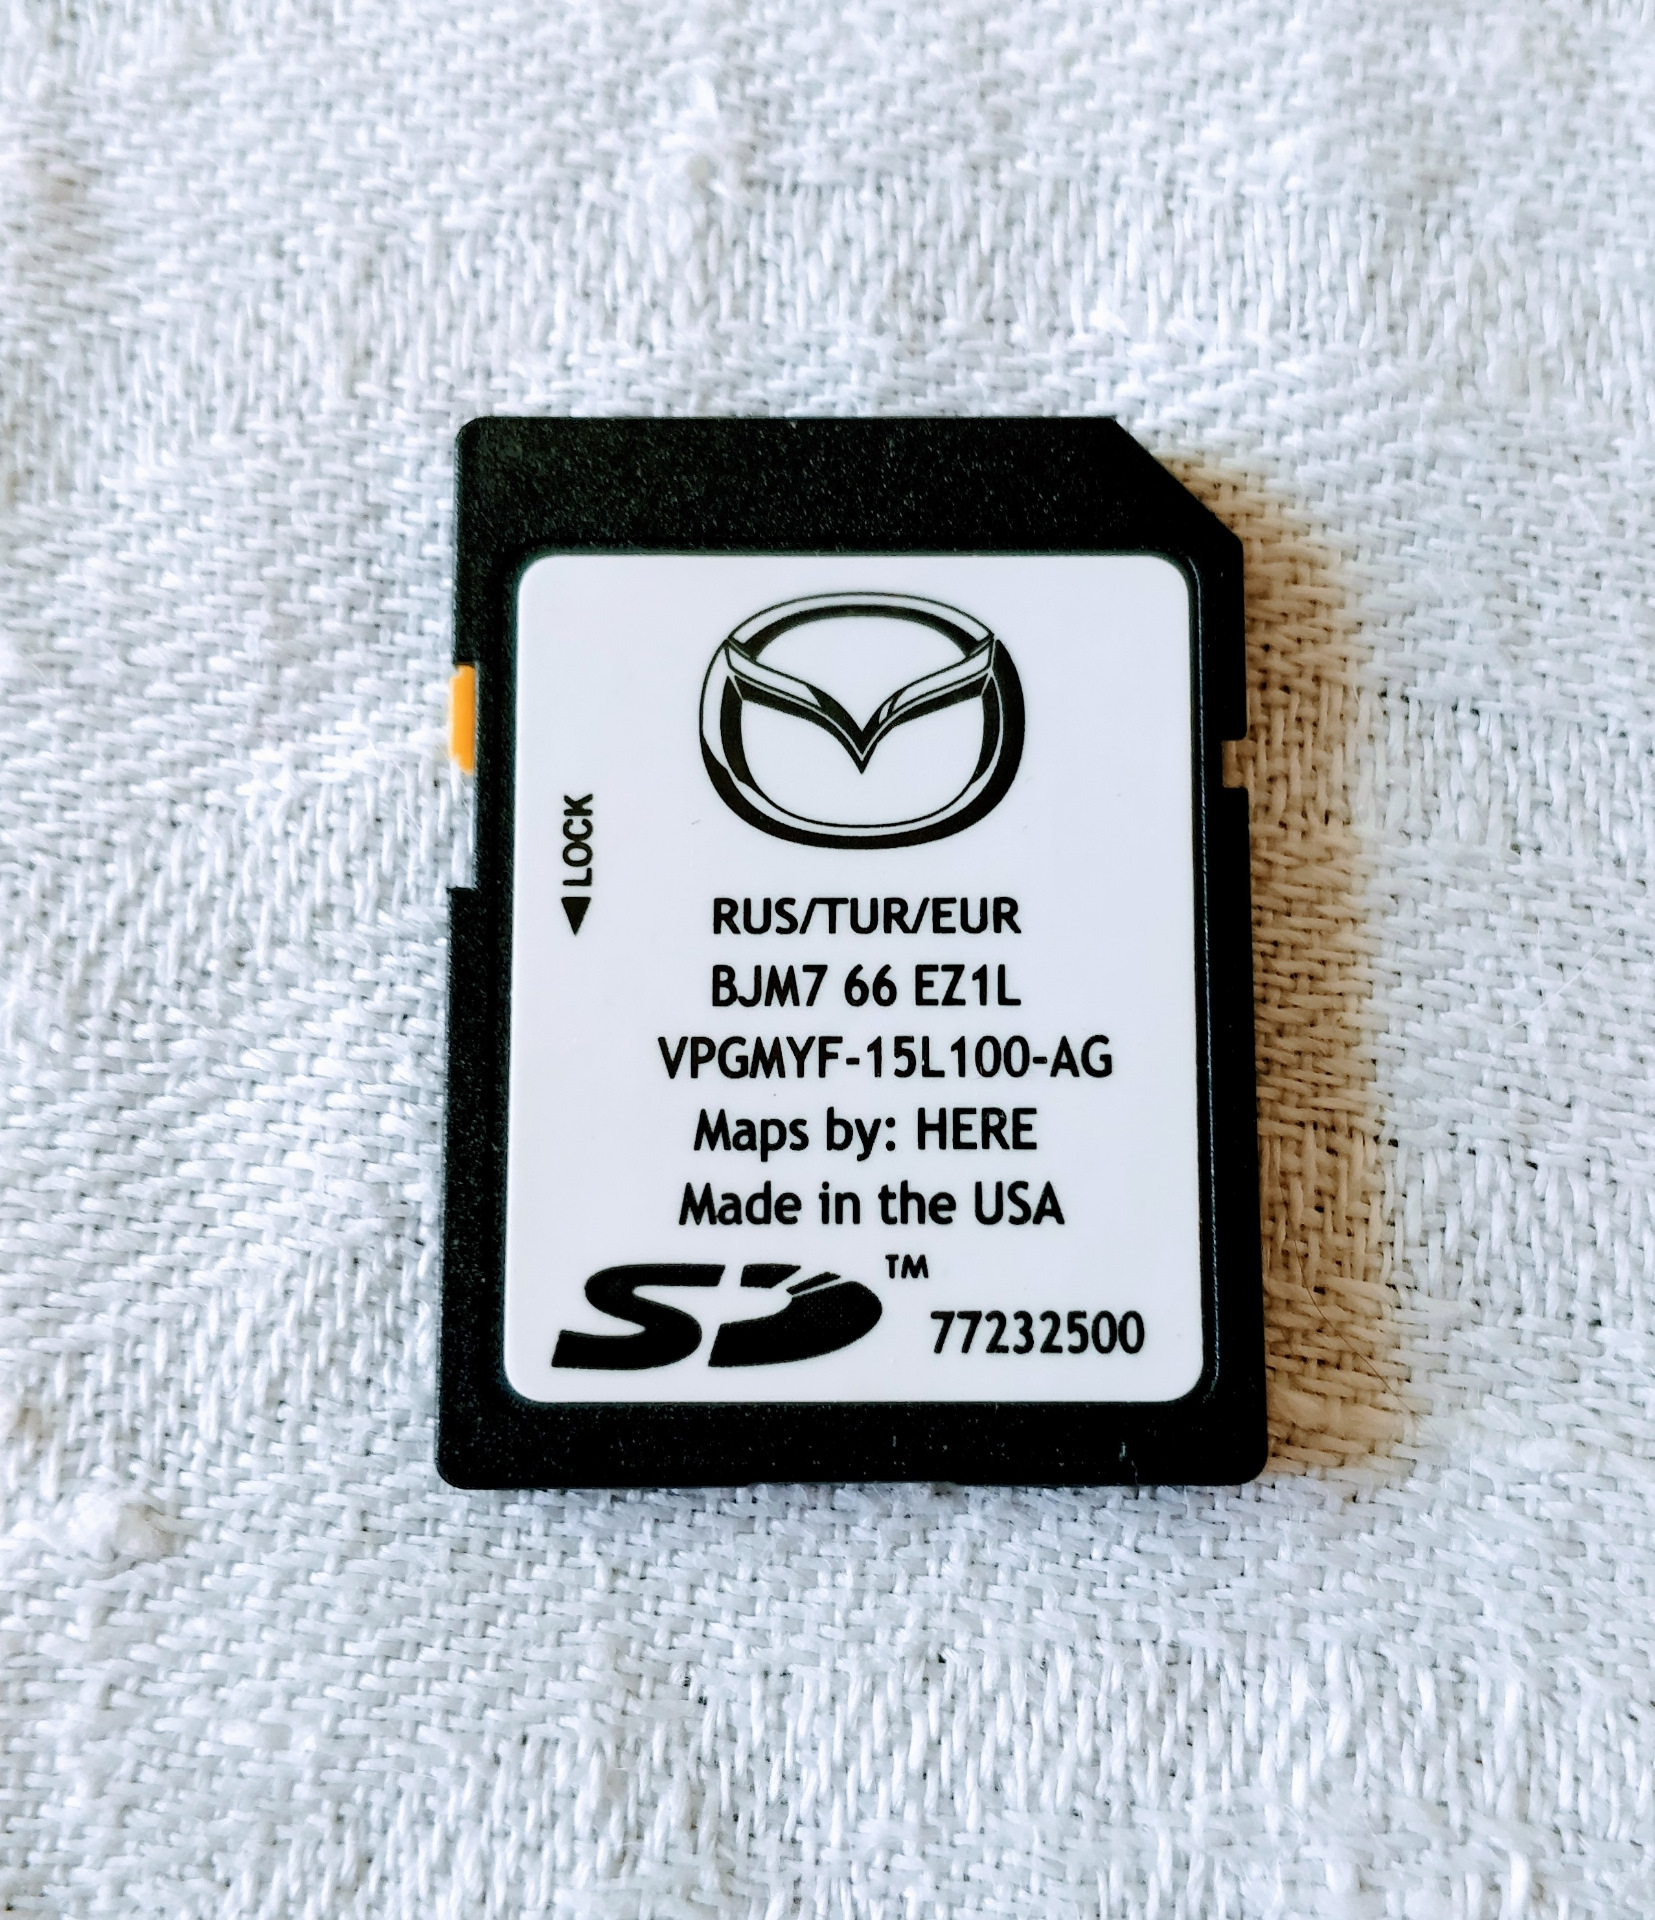 LOCK
RUS/TUR/EUR
BJM7 66 EZ1L
VPGMYF-15L100-AG
Maps by: HERE
Made in the USA
SD™
77232500